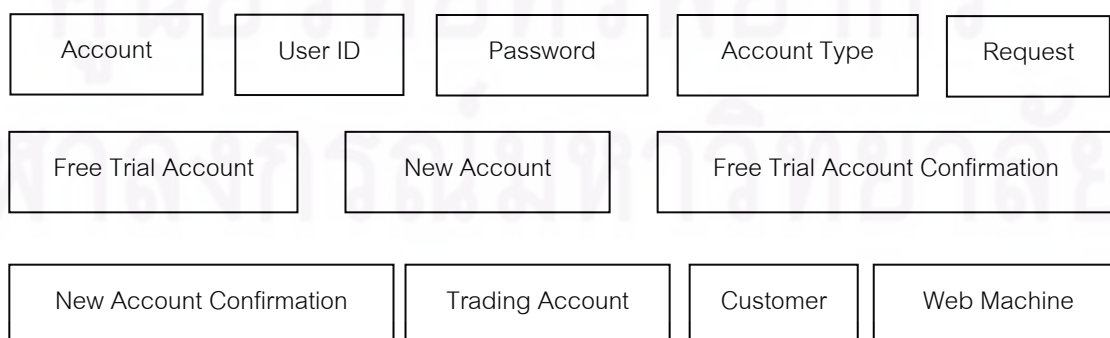 Account User ID Password Account Type Request
Free Trial Account New Account Free Trial Account Confirmation
New Account Confirmation Trading Account Customer Web Machine